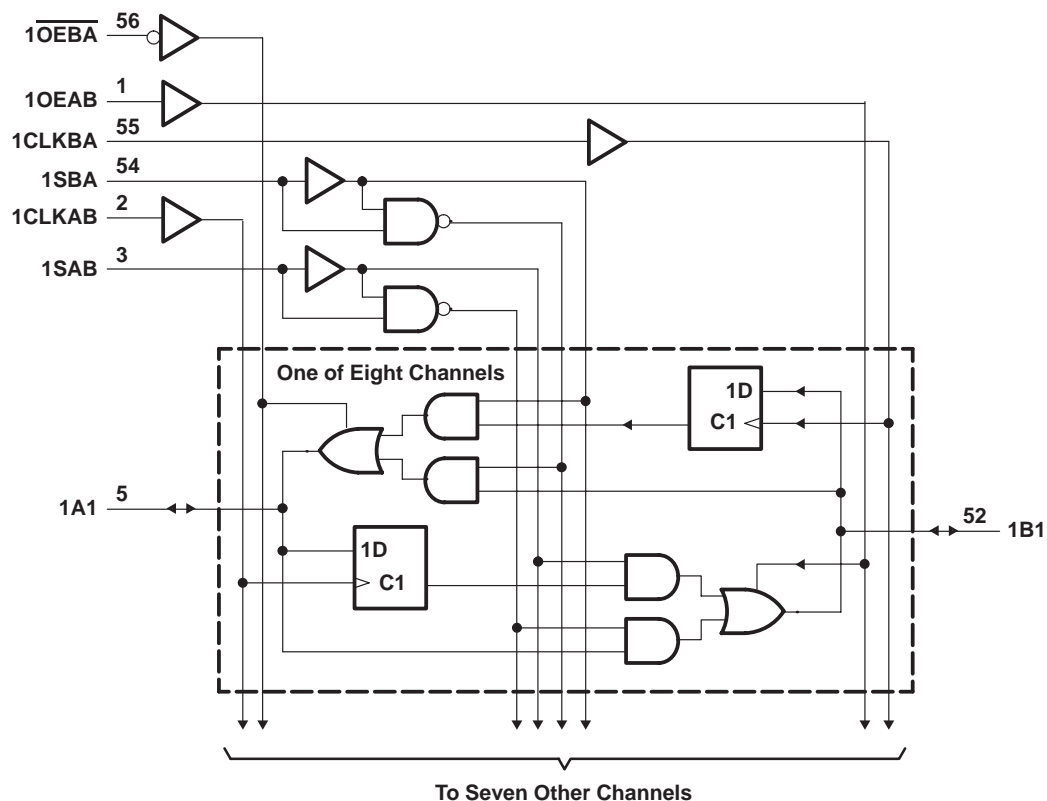 1OEBA 56
1OEAB 1
1CLKBA 55
1SBA 54
1CLKAB 2
1SAB 3
One of Eight Channels
1D
C1
1A1 5
52 1B1
1D
C1
To Seven Other Channels